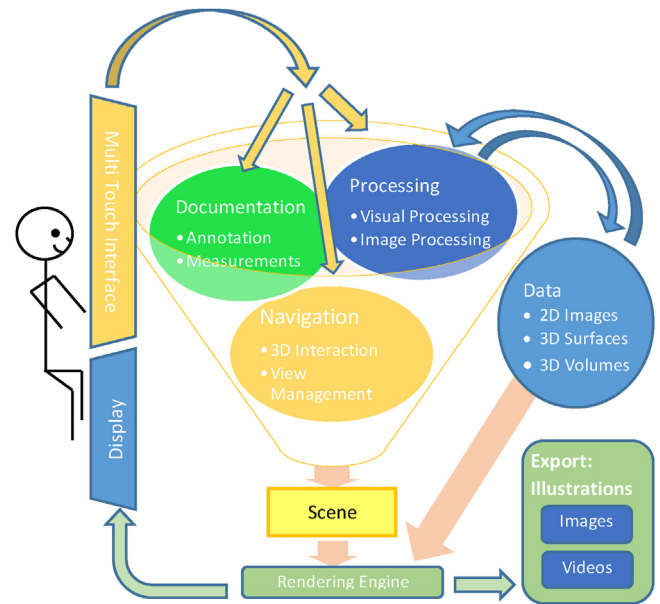 Multi Touch interface
Display
Documentation
• Annotation
• Measurements
Processing
• Visual Processing
• Image Processing
Navigation
• 3D Interaction
• View
Management
Data
• 2D Images
• 3D Surfaces
• 3D Volumes
Scene
Rendering Engine
Export:
Illustrations
Images
Videos